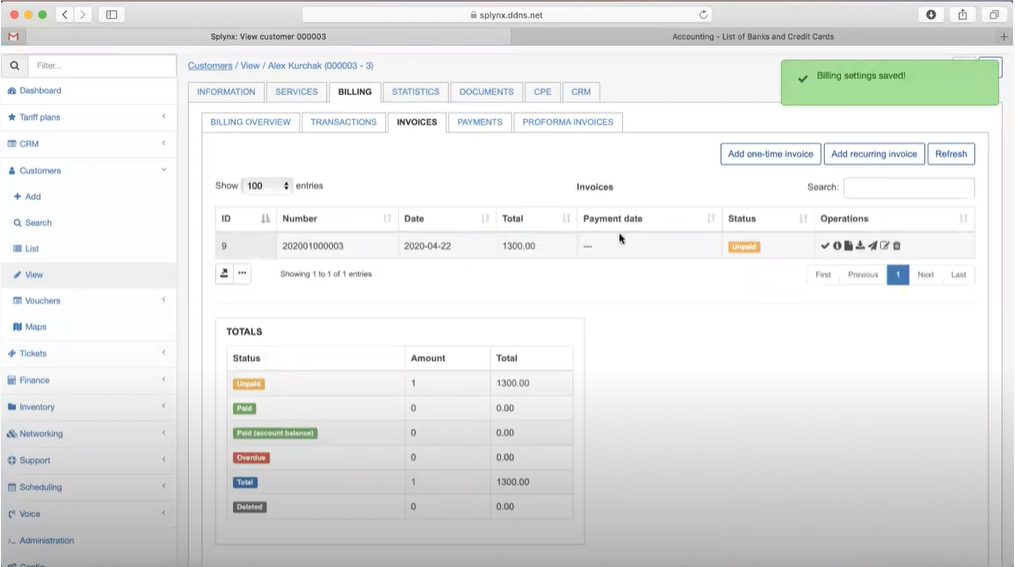 splynx.ddns.net
Splynx: View customer 000003
Accounting - List of Banks and Credit Cards
Filter...
Customers / View / Alex Kurchak (000003 - 3)
Billing settings saved!
Dashboard
Tariff plans
CRM
Customers
Add
Search
List
View
Vouchers
Maps
Tickets
Finance
Inventory
Networking
Support
Scheduling
Voice
Administration
Config
INFORMATION SERVICES BILLING STATISTICS DOCUMENTS CPE CRM
BILLING OVERVIEW TRANSACTIONS INVOICES PAYMENTS PROFORMA INVOICES
Add one-time invoice Add recurring invoice Refresh
Show 100 entries Invoices Search:
ID Number Date Total Payment date Status Operations
9 202001000003 2020-04-22 1300.00 --- Unpaid
Showing 1 to 1 of 1 entries First Previous 1 Next Last
TOTALS
Status Amount Total
Unpaid 1 1300.00
Paid 0 0.00
Paid (account balance) 0 0.00
Overdue 0 0.00
Total 1 1300.00
Deleted 0 0.00